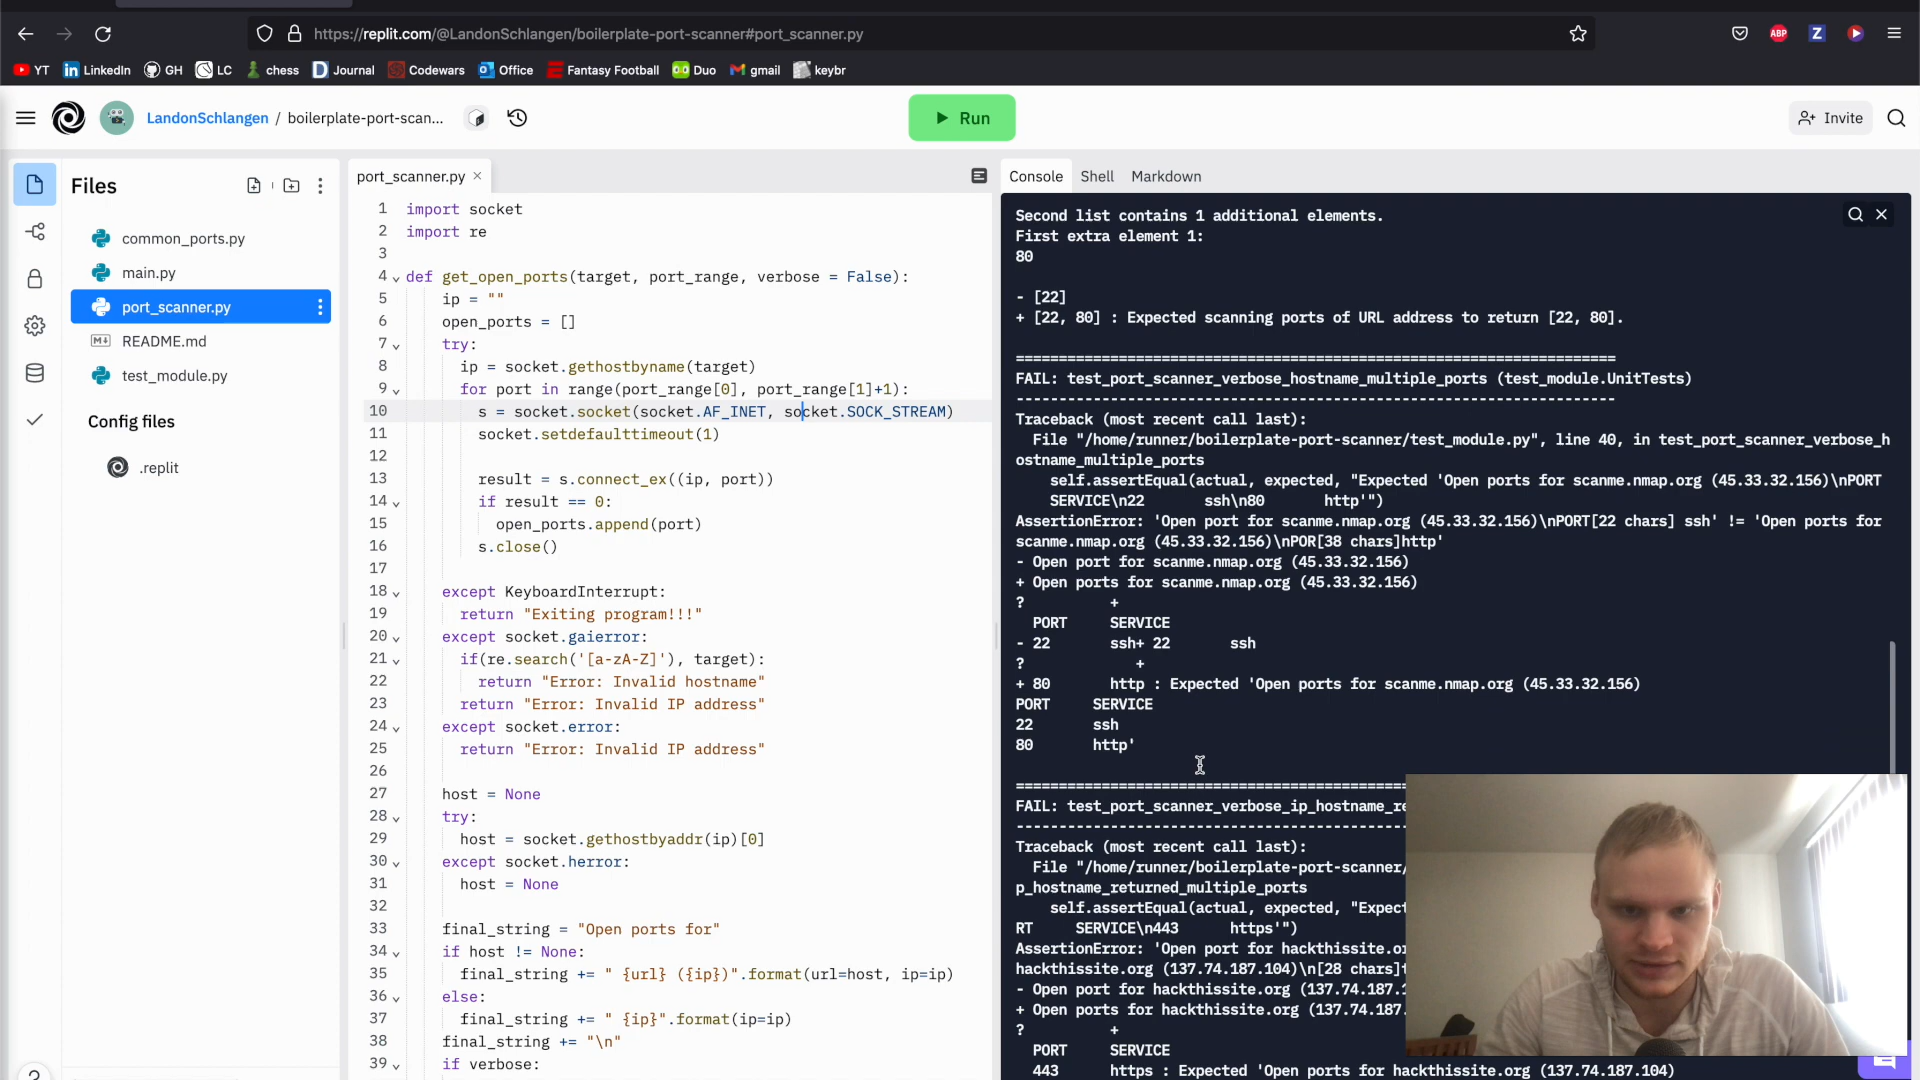 https://replit.com/@LandonSchlangen/boilerplate-port-scanner#port_scanner.py
ABP
Z
YT LinkedIn GH LC chess Journal Codewars Office Fantasy Football Duo gmail keybr
LandonSchlangen / boilerplate-port-scan...
Run
Invite
Files
common_ports.py
main.py
port_scanner.py
README.md
test_module.py
Config files
.replit
port_scanner.py
1 import socket
2 import re
3
4 def get_open_ports(target, port_range, verbose = False):
5 ip = ""
6 open_ports = []
7 try:
8 ip = socket.gethostbyname(target)
9 for port in range(port_range[0], port_range[1]+1):
10 s = socket.socket(socket.AF_INET, socket.SOCK_STREAM)
11 socket.setdefaulttimeout(1)
12
13 result = s.connect_ex((ip, port))
14 if result == 0:
15 open_ports.append(port)
16 s.close()
17
18 except KeyboardInterrupt:
19 return "Exiting program!!!"
20 except socket.gaierror:
21 if(re.search('[a-zA-Z]'), target):
22 return "Error: Invalid hostname"
23 return "Error: Invalid IP address"
24 except socket.error:
25 return "Error: Invalid IP address"
26
27 host = None
28 try:
29 host = socket.gethostbyaddr(ip)[0]
30 except socket.herror:
31 host = None
32
33 final_string = "Open ports for"
34 if host != None:
35 final_string += " {url} ({ip})".format(url=host, ip=ip)
36 else:
37 final_string += " {ip}".format(ip=ip)
38 final_string += "\n"
39 if verbose:
Console Shell Markdown
Second list contains 1 additional elements.
First extra element 1:
80
- [22]
+ [22, 80] : Expected scanning ports of URL address to return [22, 80].
======================================================================
FAIL: test_port_scanner_verbose_hostname_multiple_ports (test_module.UnitTests)
----------------------------------------------------------------------
Traceback (most recent call last):
File "/home/runner/boilerplate-port-scanner/test_module.py", line 40, in test_port_scanner_verbose_h
ostname_multiple_ports
self.assertEqual(actual, expected, "Expected 'Open ports for scanme.nmap.org (45.33.32.156)\nPORT
SERVICE\n22 ssh\n80 http'")
AssertionError: 'Open port for scanme.nmap.org (45.33.32.156)\nPORT[22 chars] ssh' != 'Open ports for
scanme.nmap.org (45.33.32.156)\nPOR[38 chars]http'
- Open port for scanme.nmap.org (45.33.32.156)
+ Open ports for scanme.nmap.org (45.33.32.156)
? +
PORT SERVICE
- 22 ssh+ 22 ssh
? +
+ 80 http : Expected 'Open ports for scanme.nmap.org (45.33.32.156)
PORT SERVICE
22 ssh
80 http'
======================================================================
FAIL: test_port_scanner_verbose_ip_hostname_re
----------------------------------------------------------------------
Traceback (most recent call last):
File "/home/runner/boilerplate-port-scanner/
p_hostname_returned_multiple_ports
self.assertEqual(actual, expected, "Expect
RT SERVICE\n443 https'")
AssertionError: 'Open port for hackthissite.or
hackthissite.org (137.74.187.104)\n[28 chars]t
- Open port for hackthissite.org (137.74.187.1
+ Open ports for hackthissite.org (137.74.187.
? +
PORT SERVICE
443 https : Expected 'Open ports for hackthissite.org (137.74.187.104)